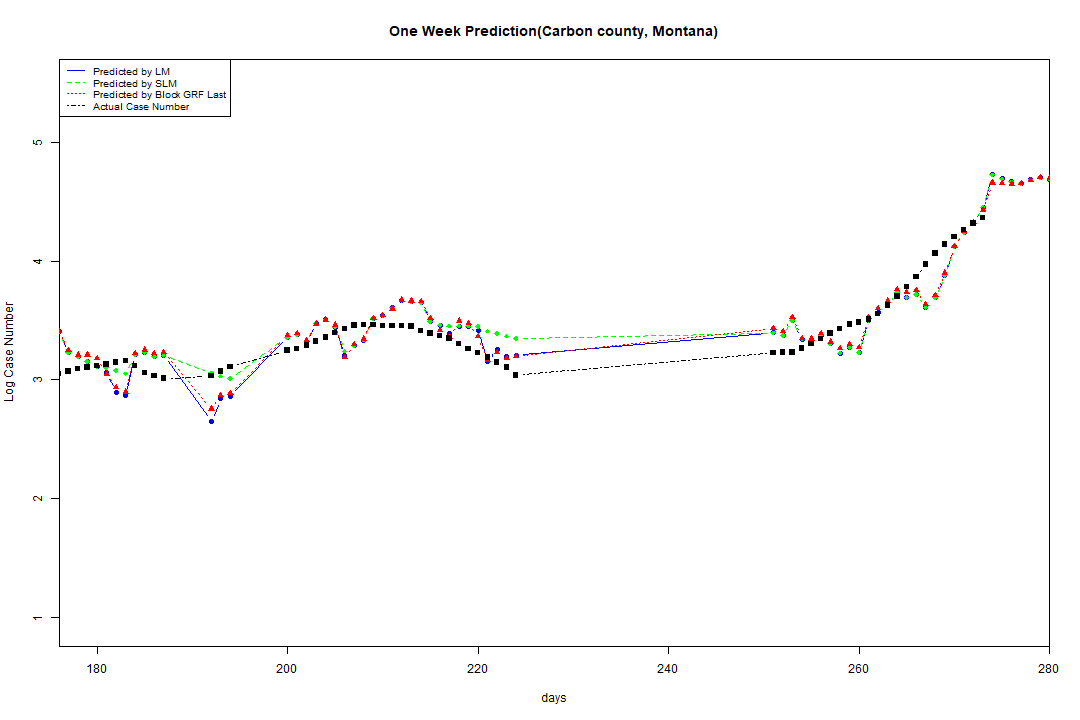 One Week Prediction(Carbon county, Montana)
Predicted by LM
Predicted by SLM
Predicted by Block GRF Last
Actual Case Number
5
4
3
2
1
Log Case Number
180 200 220 240 260 280
days